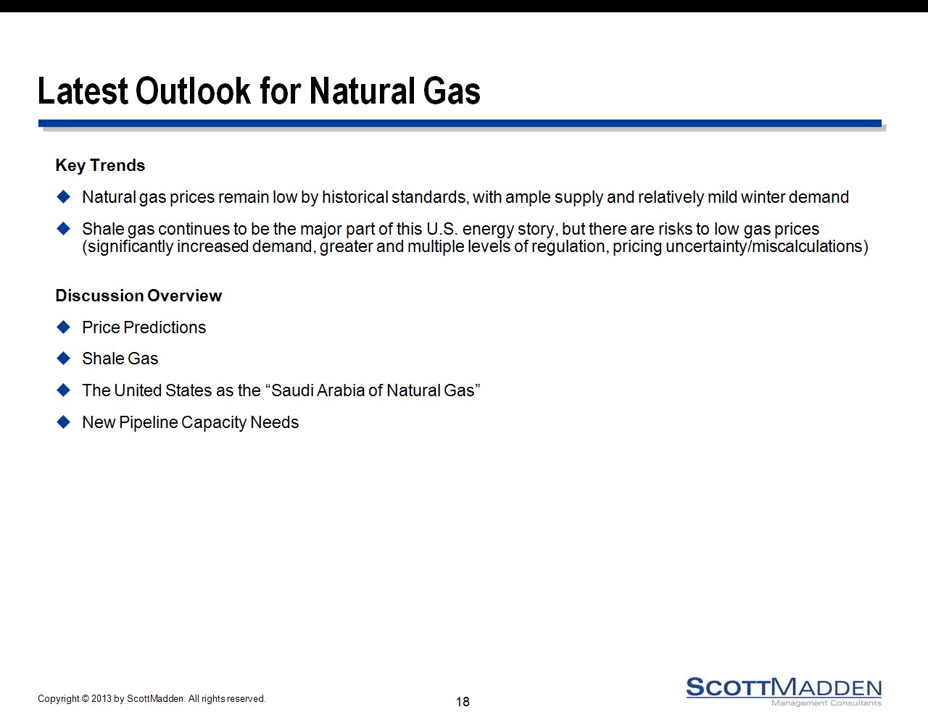 Latest Outlook for Natural Gas
Key Trends
Natural gas prices remain low by historical standards, with ample supply and relatively mild winter demand
Shale gas continues to be the major part of this U.S. energy story, but there are risks to low gas prices
(significantly increased demand, greater and multiple levels of regulation, pricing uncertainty/miscalculations)
Discussion Overview
Price Predictions
Shale Gas
The United States as the “Saudi Arabia of Natural Gas”
New Pipeline Capacity Needs
Copyright © 2013 by ScottMadden. All rights reserved.
18
SCOTTMADDEN
Management Consultants